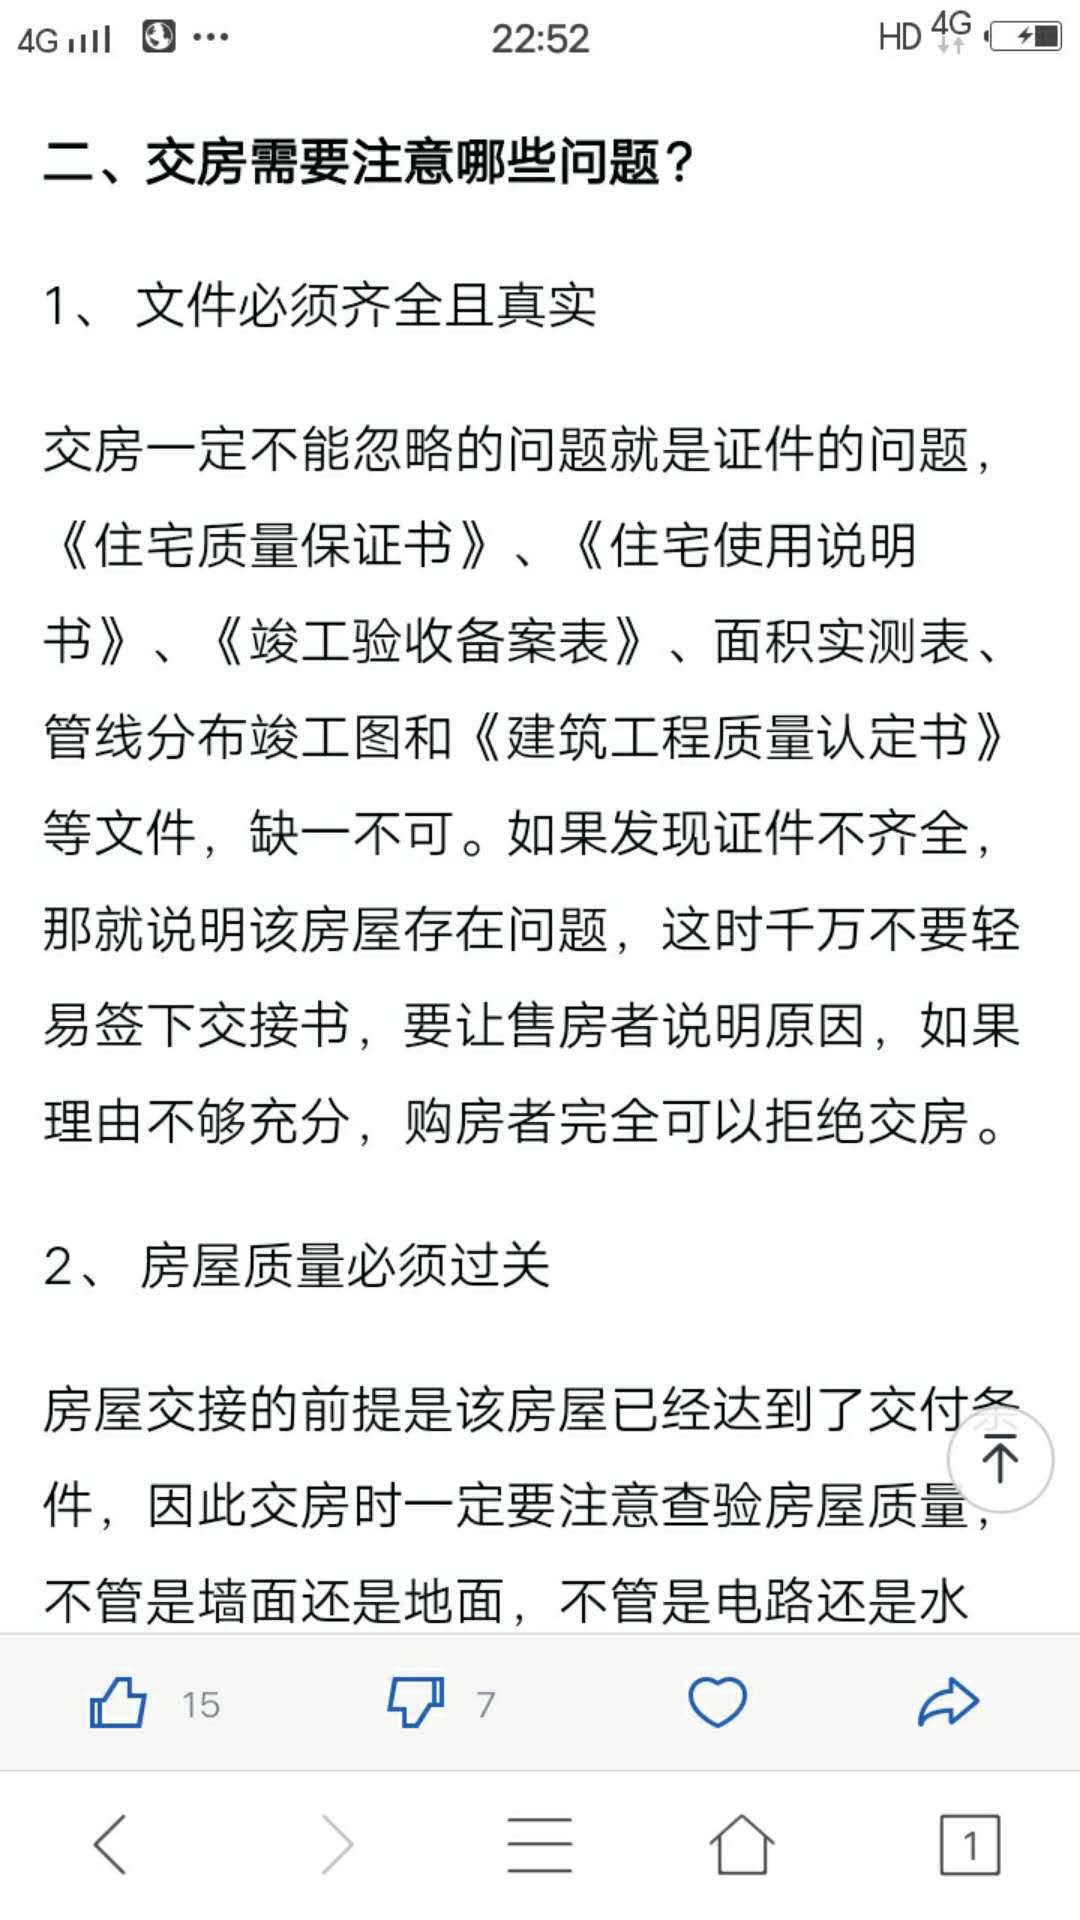 4G
22:52
HD 4G
二、交房需要注意哪些问题？
1、 文件必须齐全且真实
交房一定不能忽略的问题就是证件的问题，
《住宅质量保证书》、《住宅使用说明
书》、《竣工验收备案表》、面积实测表、
管线分布竣工图和《建筑工程质量认定书》
等文件，缺一不可。如果发现证件不齐全，
那就说明该房屋存在问题，这时千万不要轻
易签下交接书，要让售房者说明原因，如果
理由不够充分，购房者完全可以拒绝交房。
2、 房屋质量必须过关
房屋交接的前提是该房屋已经达到了交付条
件，因此交房时一定要注意查验房屋质量，
不管是墙面还是地面，不管是电路还是水
15
7
1